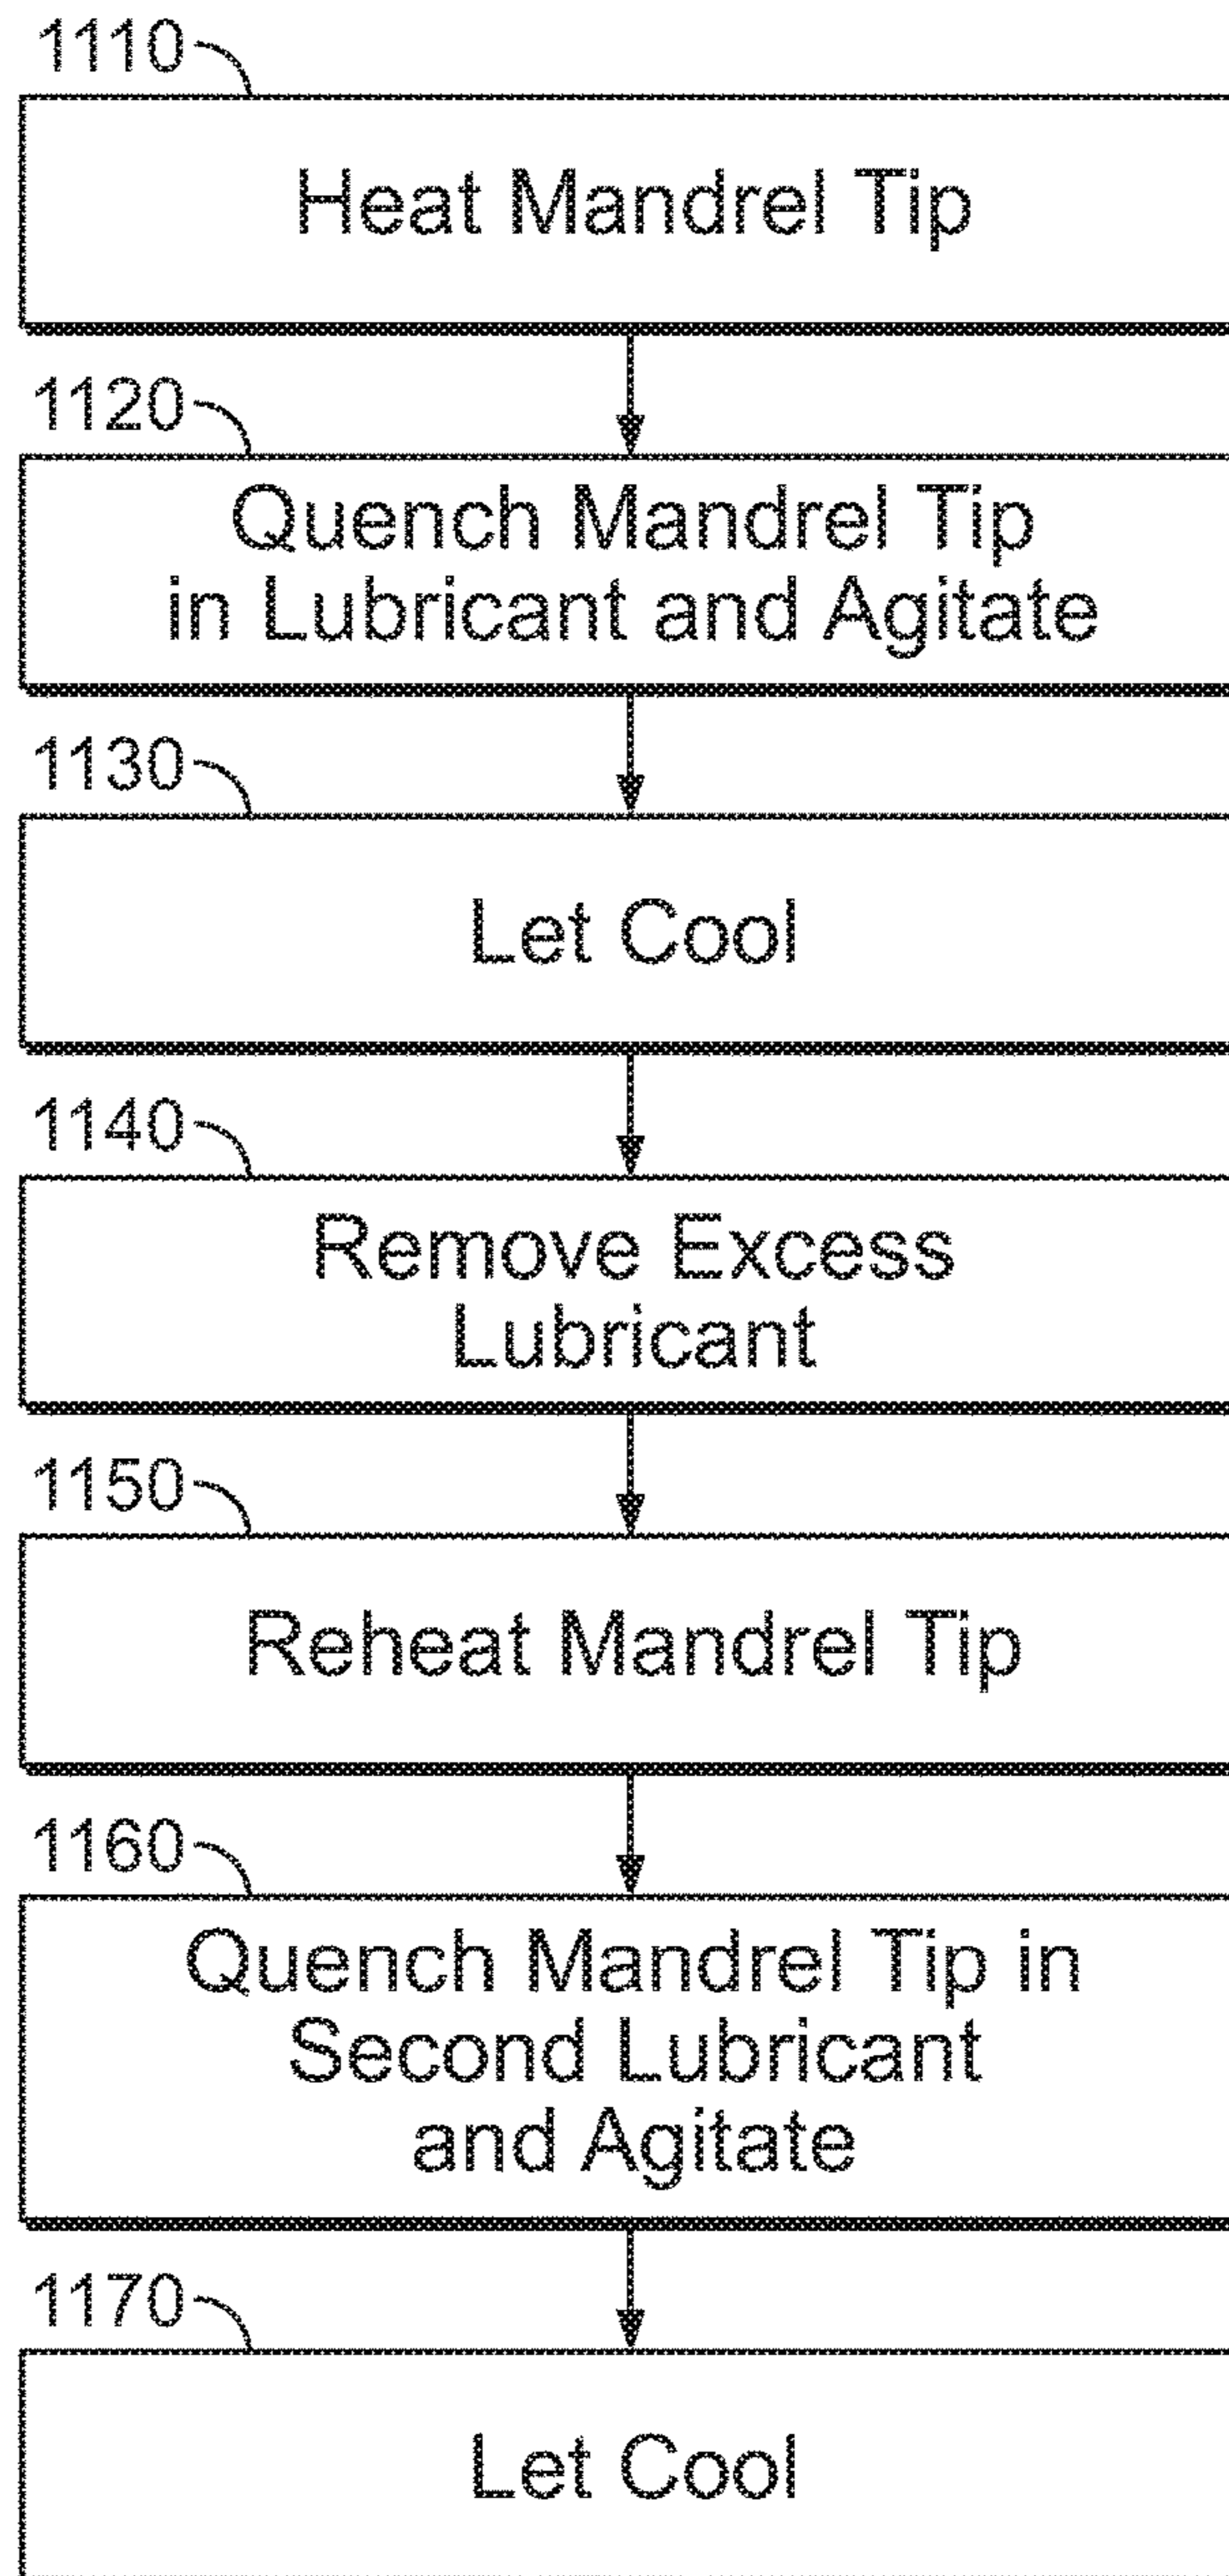 1110
Heat Mandrel Tip
1120
Quench Mandrel Tip
in Lubricant and Agitate
1130
Let Cool
1140
Remove Excess
Lubricant
1150
Reheat Mandrel Tip
1160
Quench Mandrel Tip in
Second Lubricant
and Agitate
1170
Let Cool